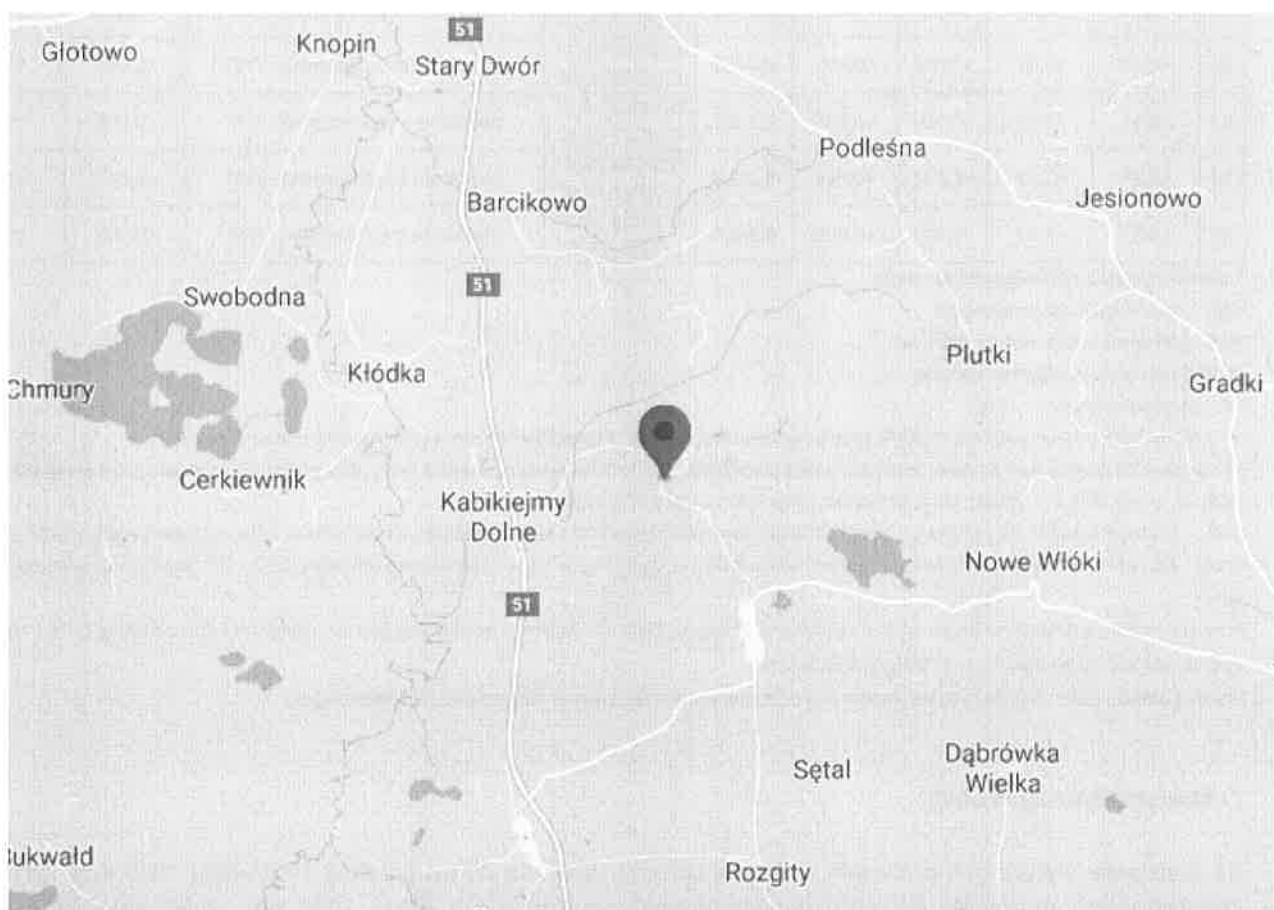 51
Głotowo
Knopin
Stary Dwór
Podleśna
Jesionowo
Barcikowo
51
Swobodna
Plutki
Kłódka
Chmury
Gradki
Cerkiewnik
Kabikiejmy
Dolne
Nowe Włóki
51
Dąbrówka
Wielka
Sętal
Bukwałd
Rozgity